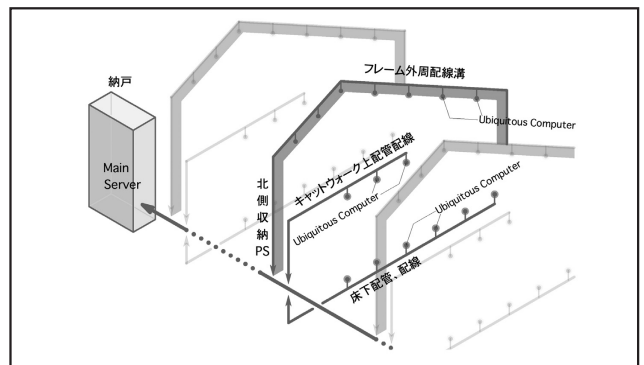 納戸
Main
Server
フレーム外周配線溝
Ubiquitous Computer
キャットウォーク上配管配線
Ubiquitous Computer
Ubiquitous Computer
北側収納PS
床下配管、配線